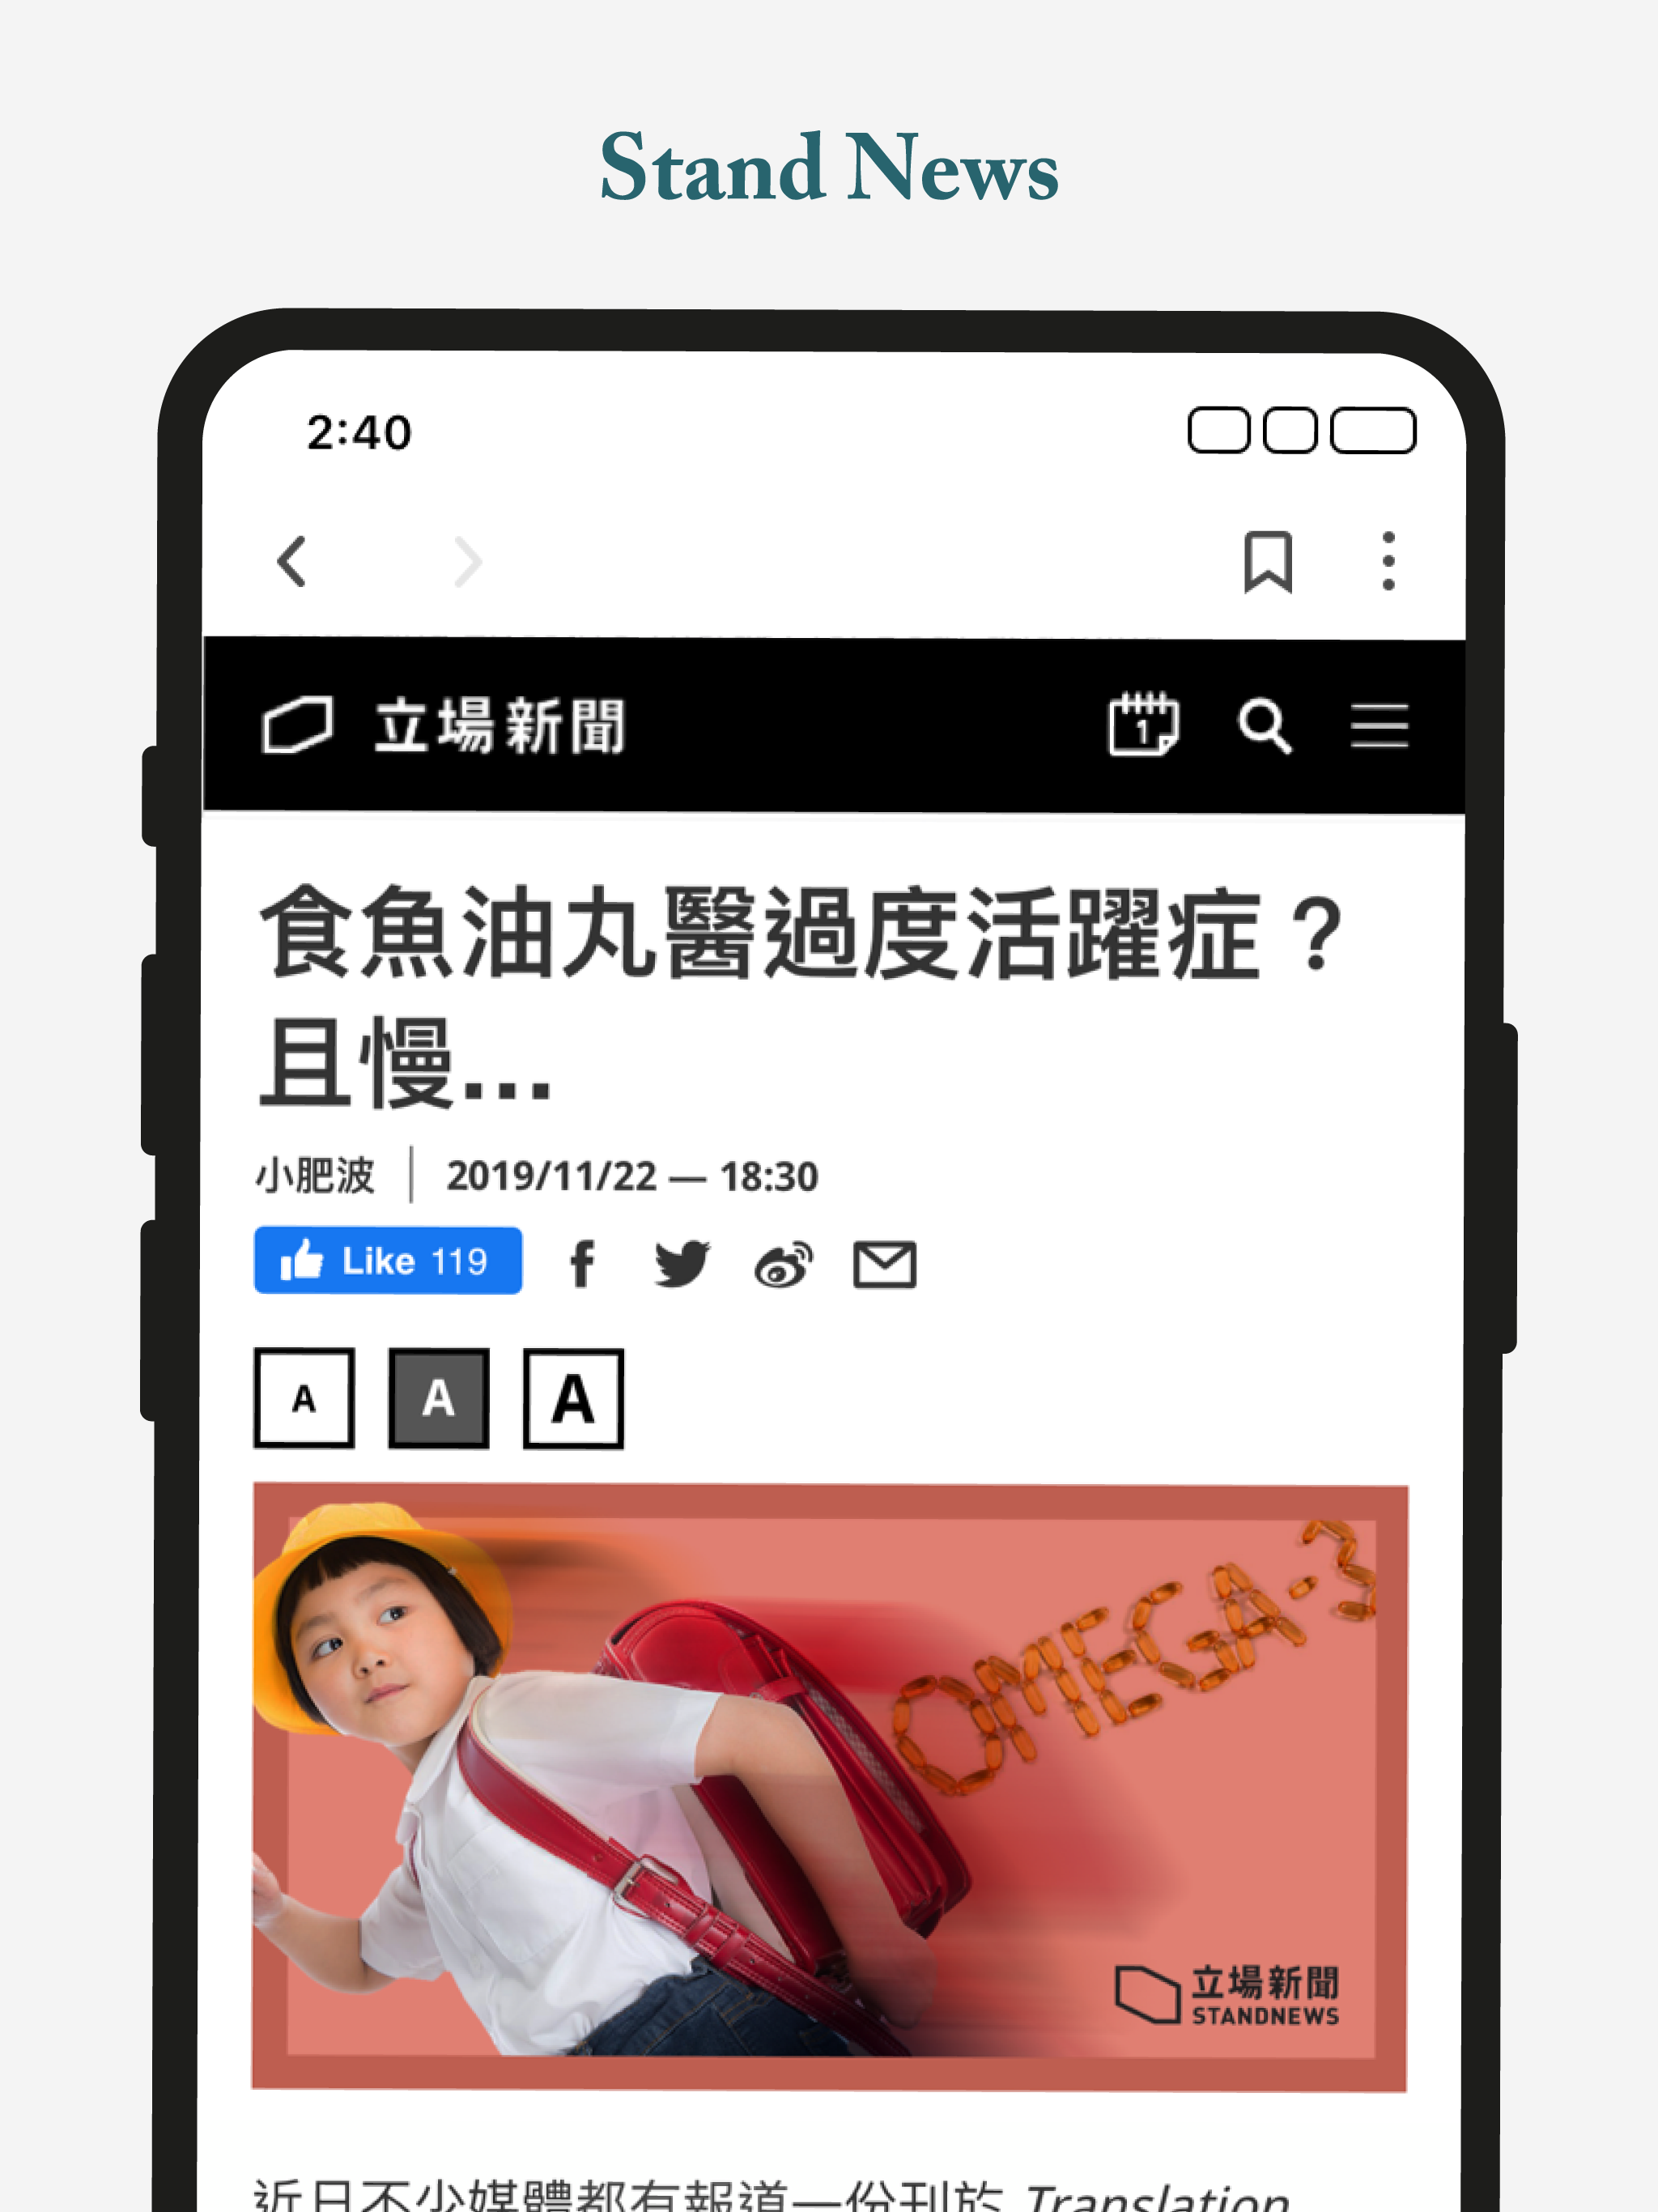 Stand News
2:40
立場新聞
1
食魚油丸醫過度活躍症？
且慢...
小肥波 | 2019/11/22 — 18:30
Like 119
A A A
OMEGA-3
立場新聞
STANDNEWS
近日不少媒體都有報道一份刊於 Translation